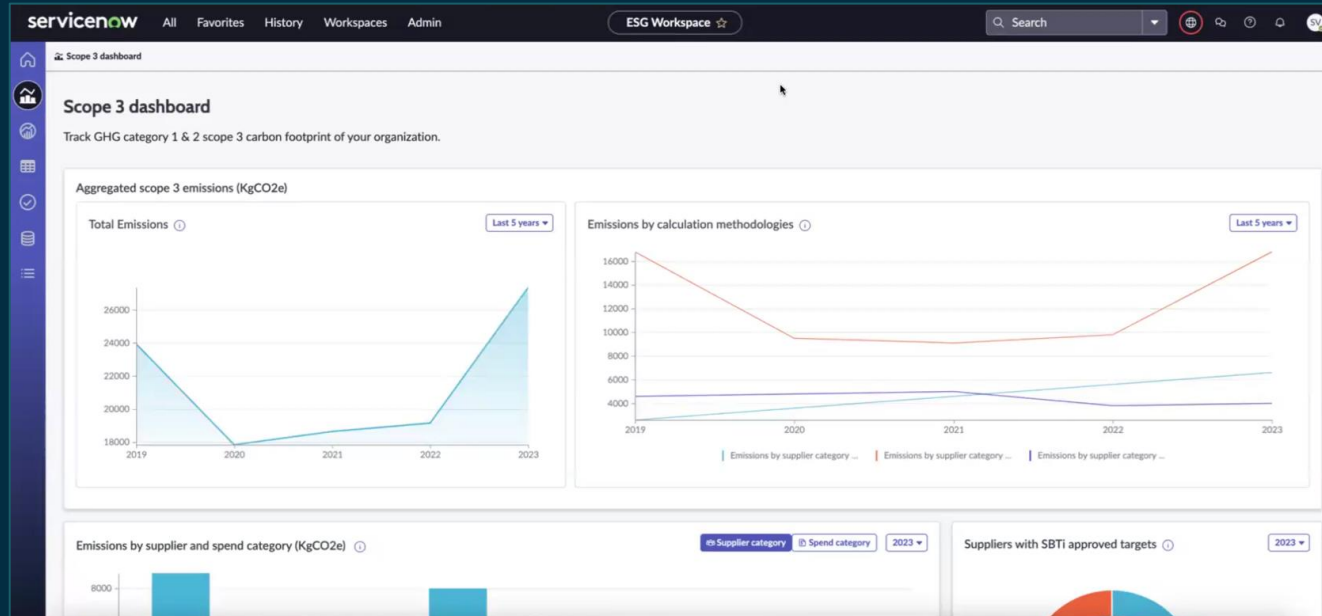 servicenow All Favorites History Workspaces Admin ESG Workspace Search SV
Scope 3 dashboard
Scope 3 dashboard
Track GHG category 1 & 2 scope 3 carbon footprint of your organization.
Aggregated scope 3 emissions (KgCO2e)
Total Emissions Last 5 years
26000
24000
22000
20000
18000
2019 2020 2021 2022 2023
Emissions by calculation methodologies Last 5 years
16000
14000
12000
10000
8000
6000
4000
2019 2020 2021 2022 2023
Emissions by supplier category ... Emissions by supplier category ... Emissions by supplier category ...
Emissions by supplier and spend category (KgCO2e) Supplier category Spend category 2023
8000
Suppliers with SBTi approved targets 2023